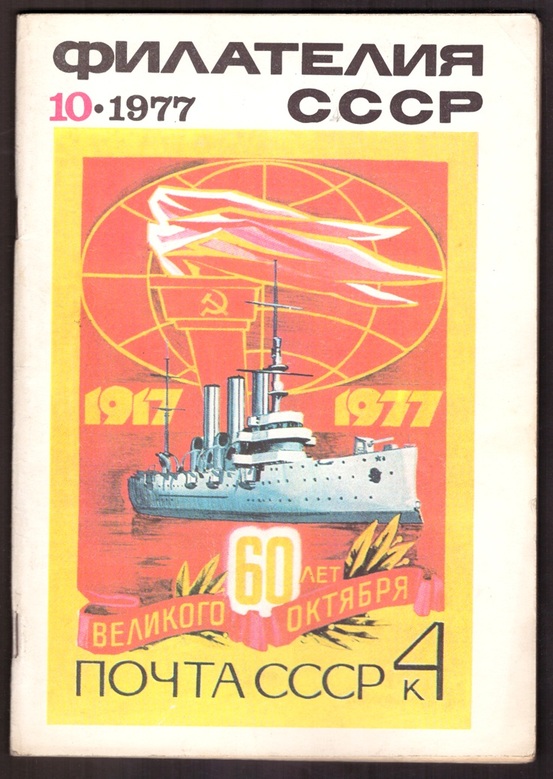 ФИЛАТЕЛИЯ
10•1977 СССР
1917 1977
60 ЛЕТ
ВЕЛИКОГО ОКТЯБРЯ
ПОЧТА СССР 4 К